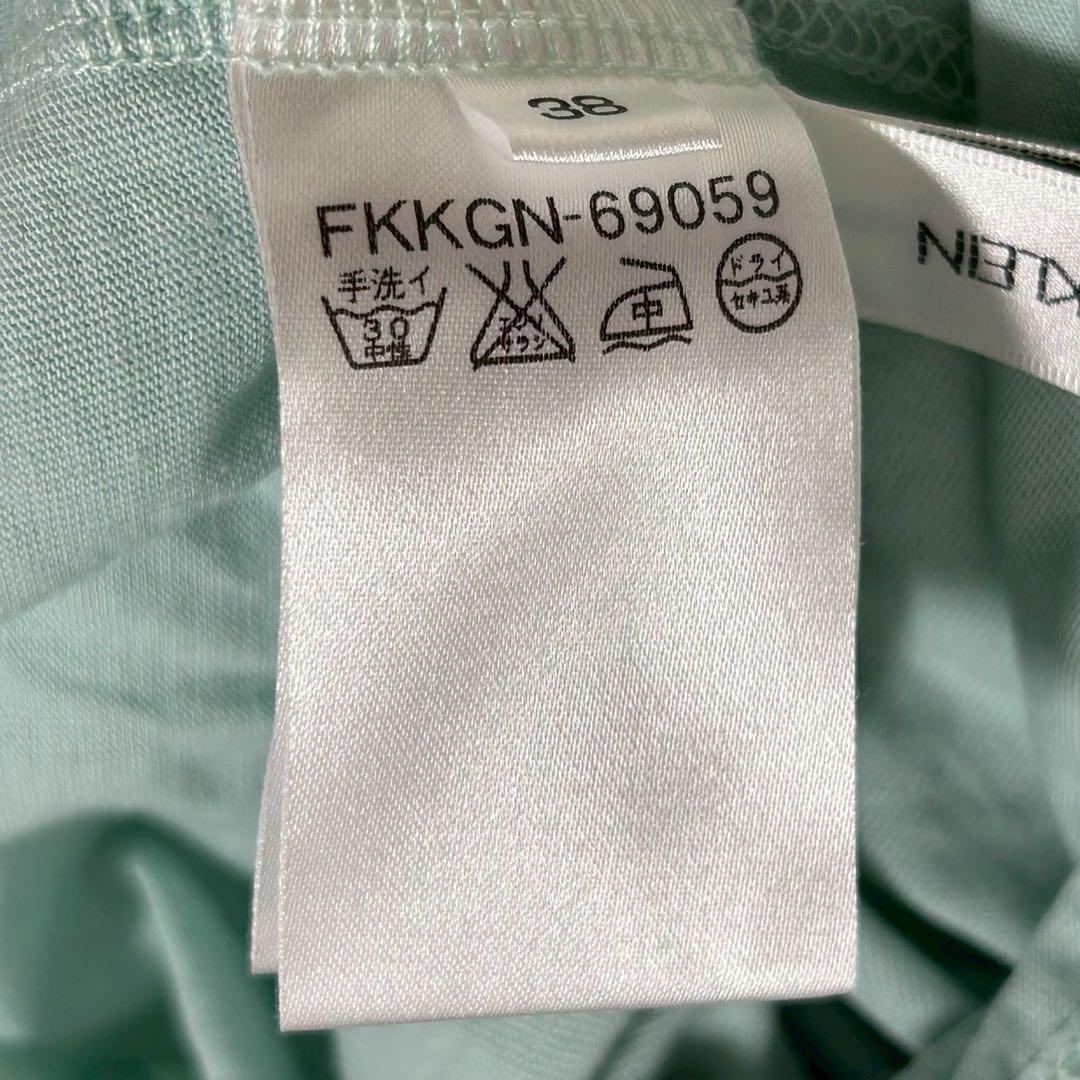 38
FKKGN-69059
手洗イ
30
中性
エンソ
サラシ
中
ドライ
セキユ系